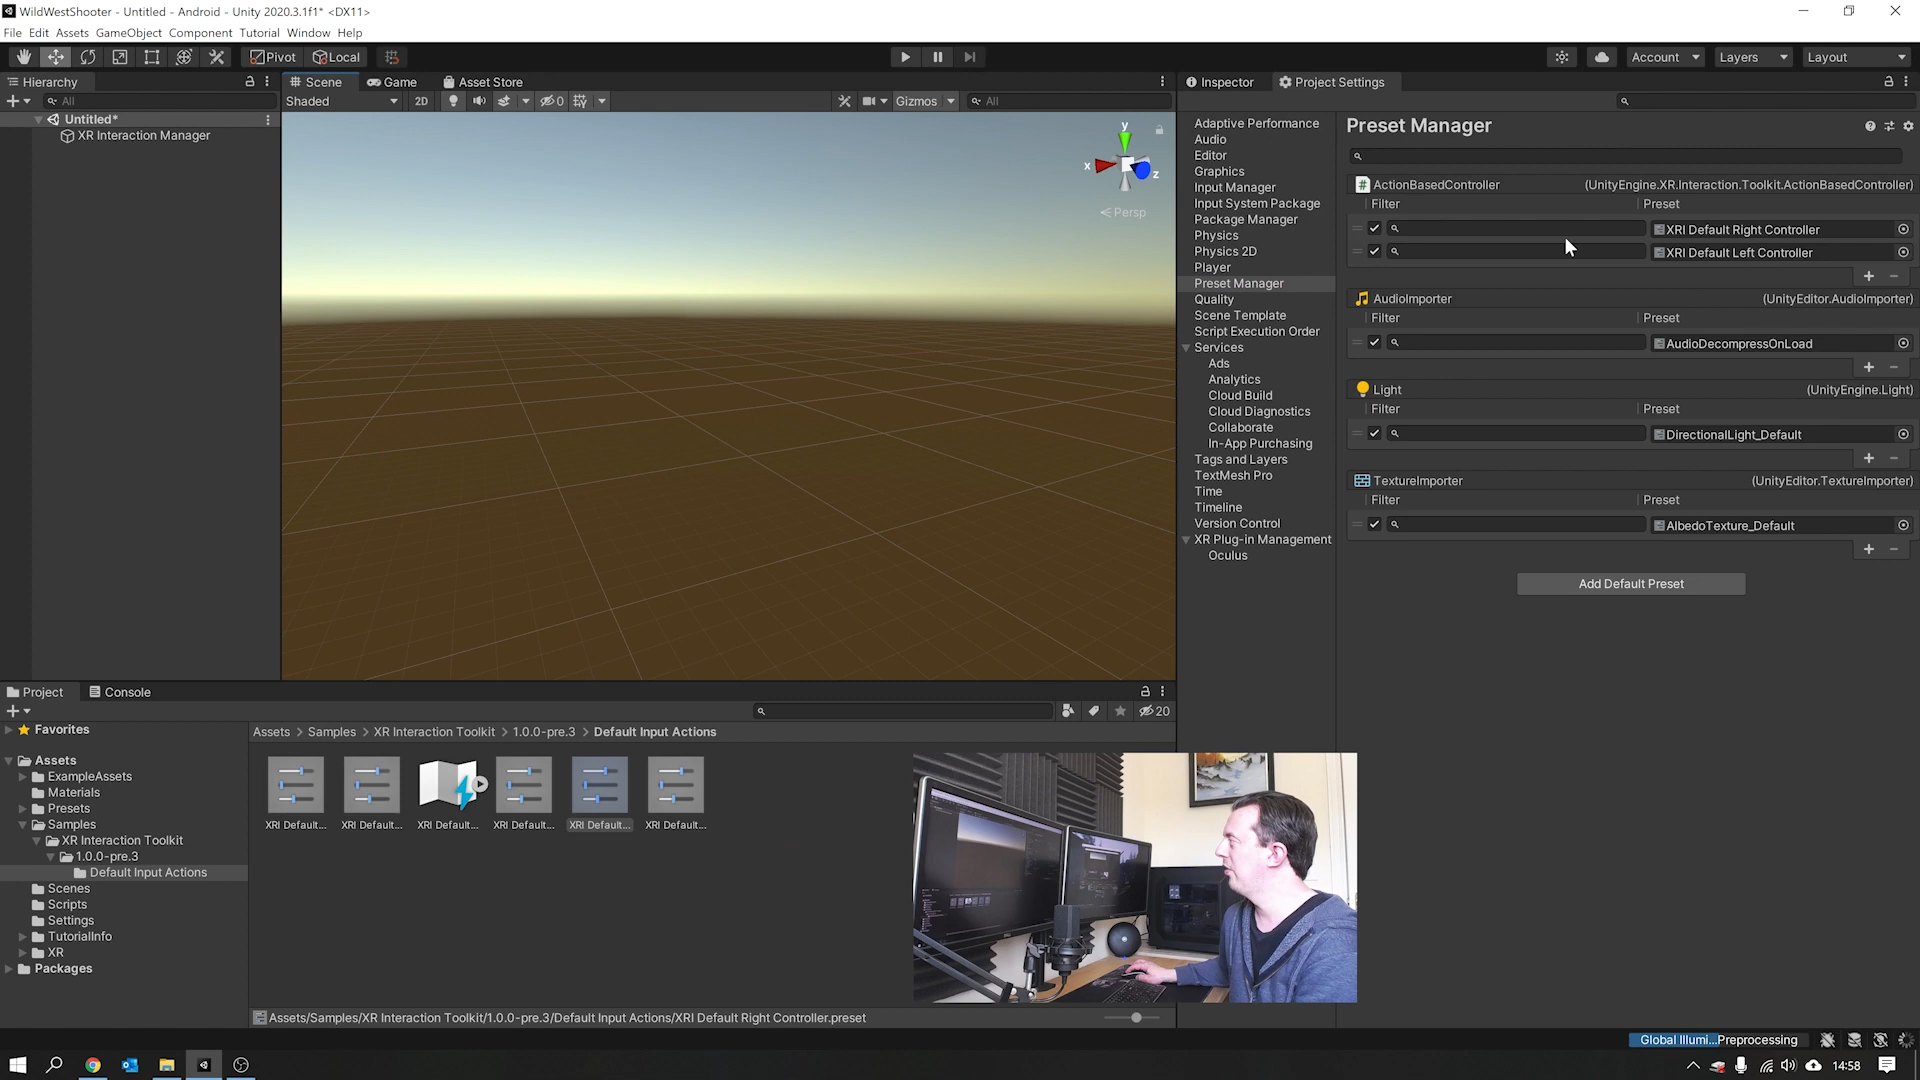 WildWestShooter - Untitled - Android - Unity 2020.3.1f1* <DX11>
File Edit Assets GameObject Component Tutorial Window Help
Pivot Local
Account Layers Layout
Hierarchy
All
Untitled*
XR Interaction Manager
Scene Game Asset Store
Shaded 2D 0 Gizmos All
y
x
z
Persp
Inspector Project Settings
Adaptive Performance
Audio
Editor
Graphics
Input Manager
Input System Package
Package Manager
Physics
Physics 2D
Player
Preset Manager
Quality
Scene Template
Script Execution Order
Services
Ads
Analytics
Cloud Build
Cloud Diagnostics
Collaborate
In-App Purchasing
Tags and Layers
TextMesh Pro
Time
Timeline
Version Control
XR Plug-in Management
Oculus
Preset Manager
ActionBasedController (UnityEngine.XR.Interaction.Toolkit.ActionBasedController)
Filter Preset
XRI Default Right Controller
XRI Default Left Controller
AudioImporter (UnityEditor.AudioImporter)
Filter Preset
AudioDecompressOnLoad
Light (UnityEngine.Light)
Filter Preset
DirectionalLight_Default
TextureImporter (UnityEditor.TextureImporter)
Filter Preset
AlbedoTexture_Default
Add Default Preset
Project Console
20
Favorites
Assets
ExampleAssets
Materials
Presets
Samples
XR Interaction Toolkit
1.0.0-pre.3
Default Input Actions
Scenes
Scripts
Settings
TutorialInfo
XR
Packages
Assets > Samples > XR Interaction Toolkit > 1.0.0-pre.3 > Default Input Actions
XRI Default... XRI Default... XRI Default... XRI Default... XRI Default... XRI Default...
Assets/Samples/XR Interaction Toolkit/1.0.0-pre.3/Default Input Actions/XRI Default Right Controller.preset
Global Illumi...Preprocessing
14:58